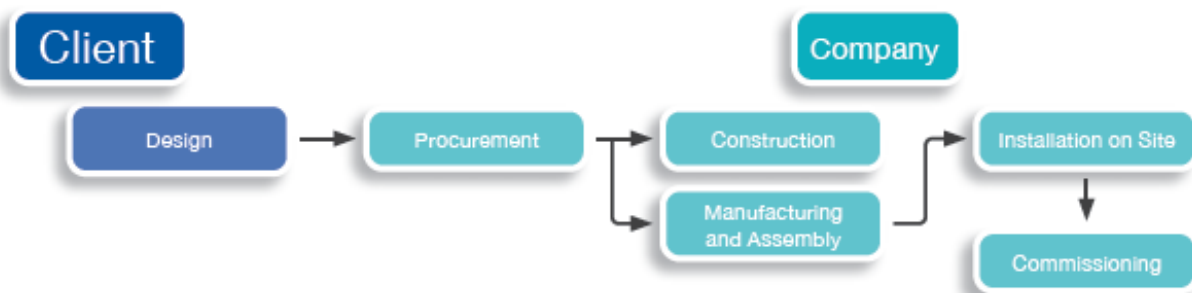 Client
Company
Design
Procurement
Construction
Installation on Site
Manufacturing
and Assembly
Commissioning